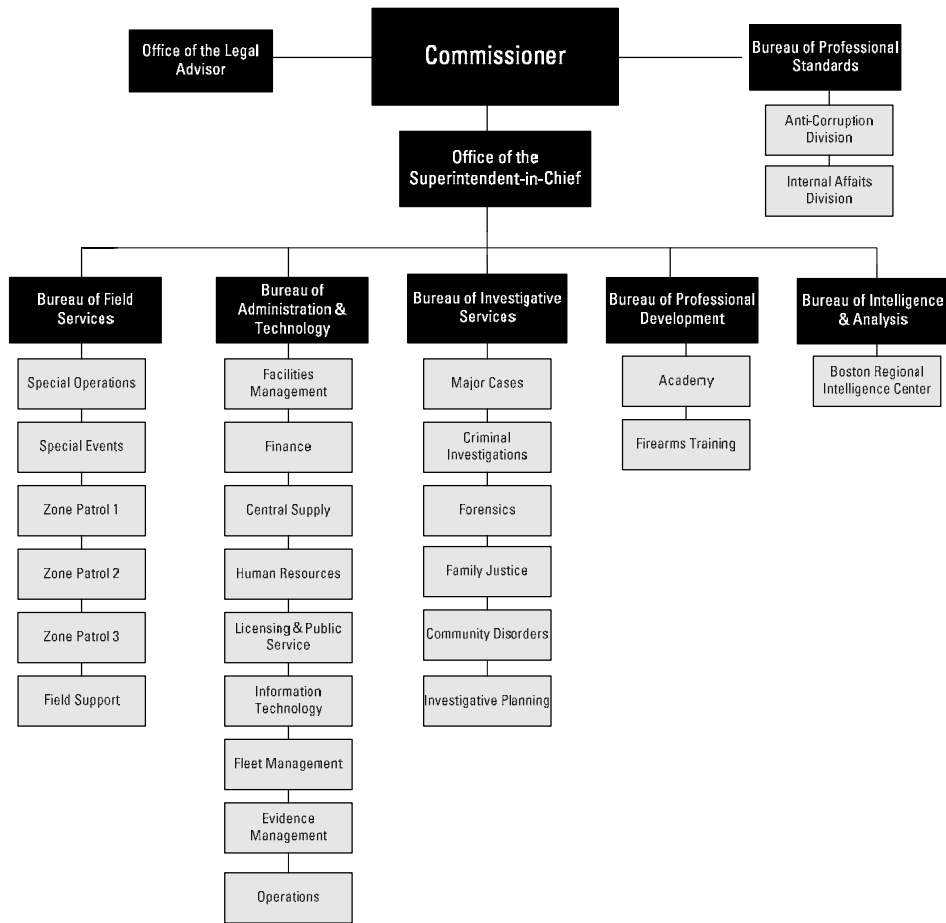 Office of the Legal
Advisor
Commissioner
Bureau of Professional
Standards
Anti-Corruption
Division
Internal Affaits
Division
Office of the
Superintendent-in-Chief
Bureau of Field
Services
Special Operations
Special Events
Zone Patrol 1
Zone Patrol 2
Zone Patrol 3
Field Support
Bureau of
Administration &
Technology
Facilities
Management
Finance
Central Supply
Human Resources
Licensing & Public
Service
Information
Technology
Fleet Management
Evidence
Management
Operations
Bureau of Investigative
Services
Major Cases
Criminal
Investigations
Forensics
Family Justice
Community Disorders
Investigative Planning
Bureau of Professional
Development
Academy
Firearms Training
Bureau of Intelligence
& Analysis
Boston Regional
Intelligence Center